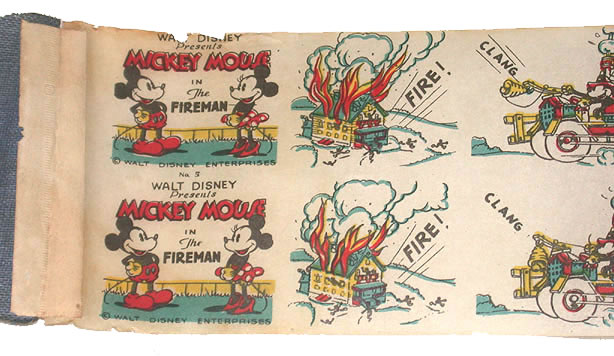 WALT DISNEY
Presents
MICKEY MOUSE
IN
The
FIREMAN
© WALT DISNEY ENTERPRISES
FIRE!
CLANG
No. 5
WALT DISNEY
Presents
MICKEY MOUSE
IN
The
FIREMAN
© WALT DISNEY ENTERPRISES
FIRE!
CLANG